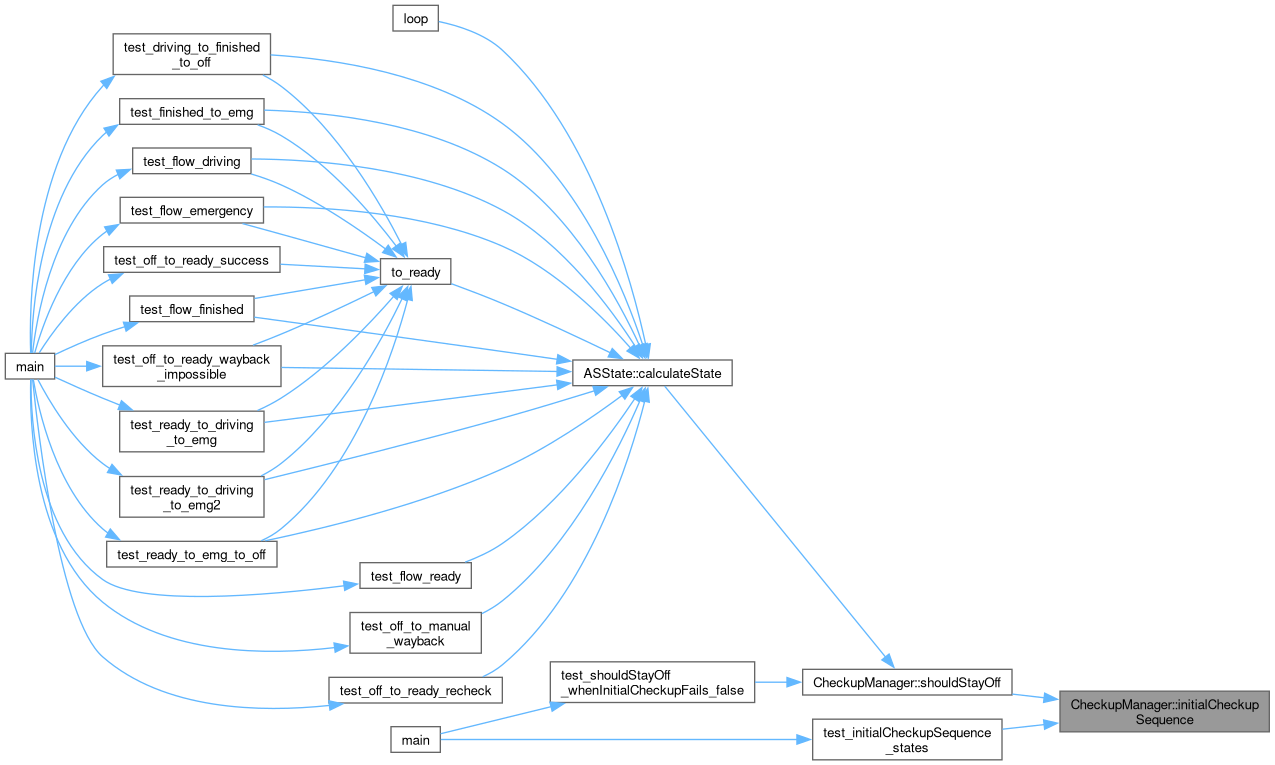 loop
test_driving_to_finished
_to_off
test_finished_to_emg
test_flow_driving
test_flow_emergency
test_off_to_ready_success
to_ready
test_flow_finished
test_off_to_ready_wayback
_impossible
main
ASState::calculateState
test_ready_to_driving
_to_emg
test_ready_to_driving
_to_emg2
test_ready_to_emg_to_off
test_flow_ready
test_off_to_manual
_wayback
test_off_to_ready_recheck
test_shouldStayOff
_whenInitialCheckupFails_false
CheckupManager::shouldStayOff
CheckupManager::initialCheckup
Sequence
main
test_initialCheckupSequence
_states